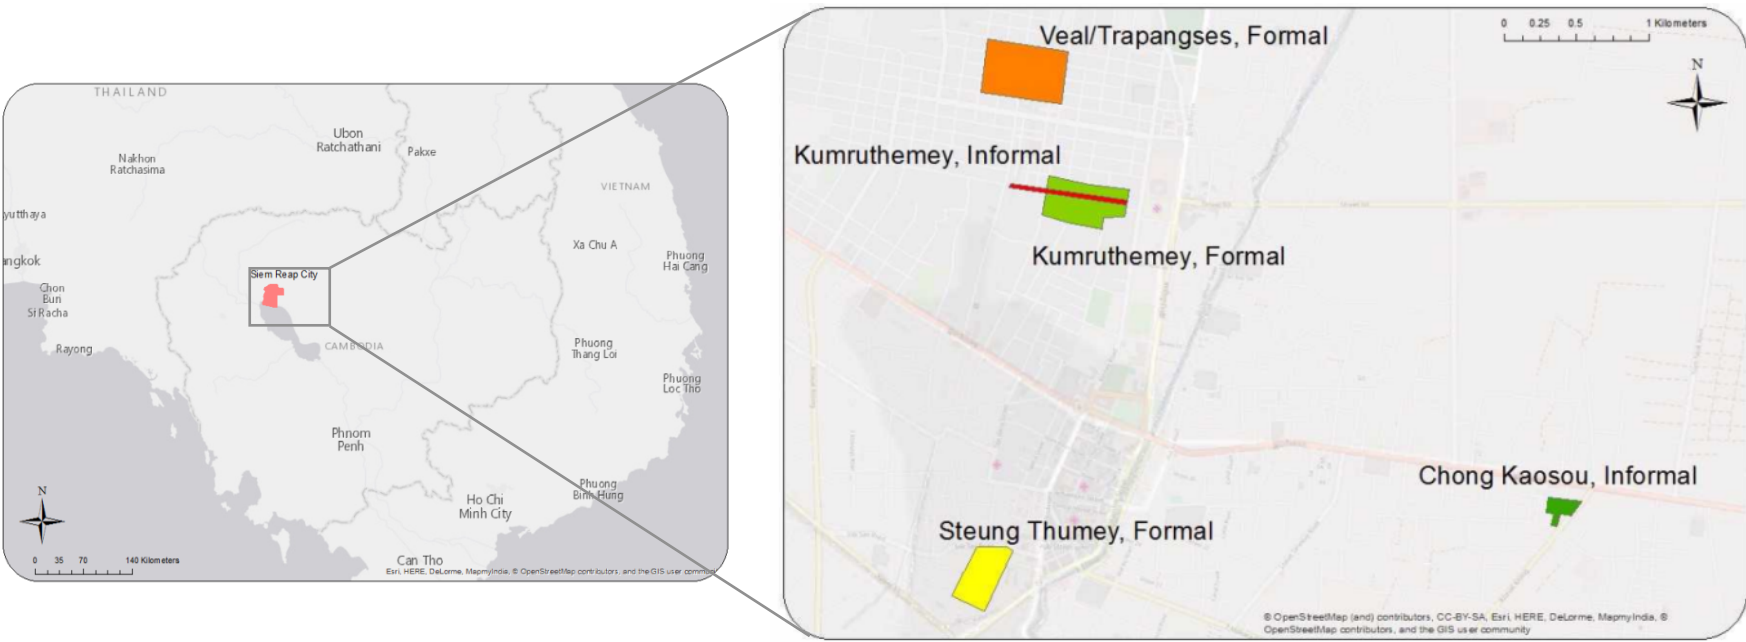 THAILAND
Ubon
Ratchathani
Pakxe
Nakhon
Ratchasima
VIETNAM
yutthaya
Xa Chu A
angkok
Phuong
Hai Cang
Siem Reap City
Chon
Buri
Si Racha
Rayong
CAMBODIA
Phuong
Thang Loi
Phuong
Loc Tho
Phnom
Penh
Phuong
Binh Hung
Ho Chi
Minh City
Can Tho
N
0 35 70 140 Kilometers
Esri, HERE, DeLorme, MapmyIndia, © OpenStreetMap contributors, and the GIS user commun
Veal/Trapangses, Formal
0 0.25 0.5 1 Kilometers
N
Kumruthemey, Informal
Kumruthemey, Formal
Chong Kaosou, Informal
Steung Thumey, Formal
© OpenStreetMap (and) contributors, CC-BY-SA, Esri, HERE, DeLorme, MapmyIndia, ©
OpenStreetMap contributors, and the GIS user community